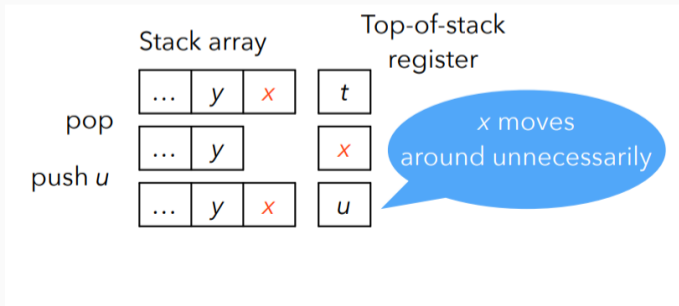 Stack array
Top-of-stack
register
… y x t
pop
… y x
push u
… y x u
x moves
around unnecessarily